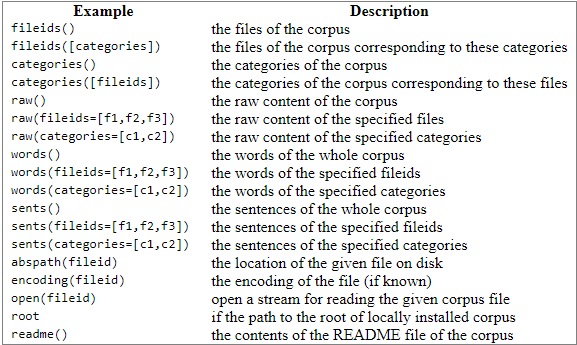 Example Description
fileids() the files of the corpus
fileids([categories]) the files of the corpus corresponding to these categories
categories() the categories of the corpus
categories([fileids]) the categories of the corpus corresponding to these files
raw() the raw content of the corpus
raw(fileids=[f1,f2,f3]) the raw content of the specified files
raw(categories=[c1,c2]) the raw content of the specified categories
words() the words of the whole corpus
words(fileids=[f1,f2,f3]) the words of the specified fileids
words(categories=[c1,c2]) the words of the specified categories
sents() the sentences of the whole corpus
sents(fileids=[f1,f2,f3]) the sentences of the specified fileids
sents(categories=[c1,c2]) the sentences of the specified categories
abspath(fileid) the location of the given file on disk
encoding(fileid) the encoding of the file (if known)
open(fileid) open a stream for reading the given corpus file
root if the path to the root of locally installed corpus
readme() the contents of the README file of the corpus